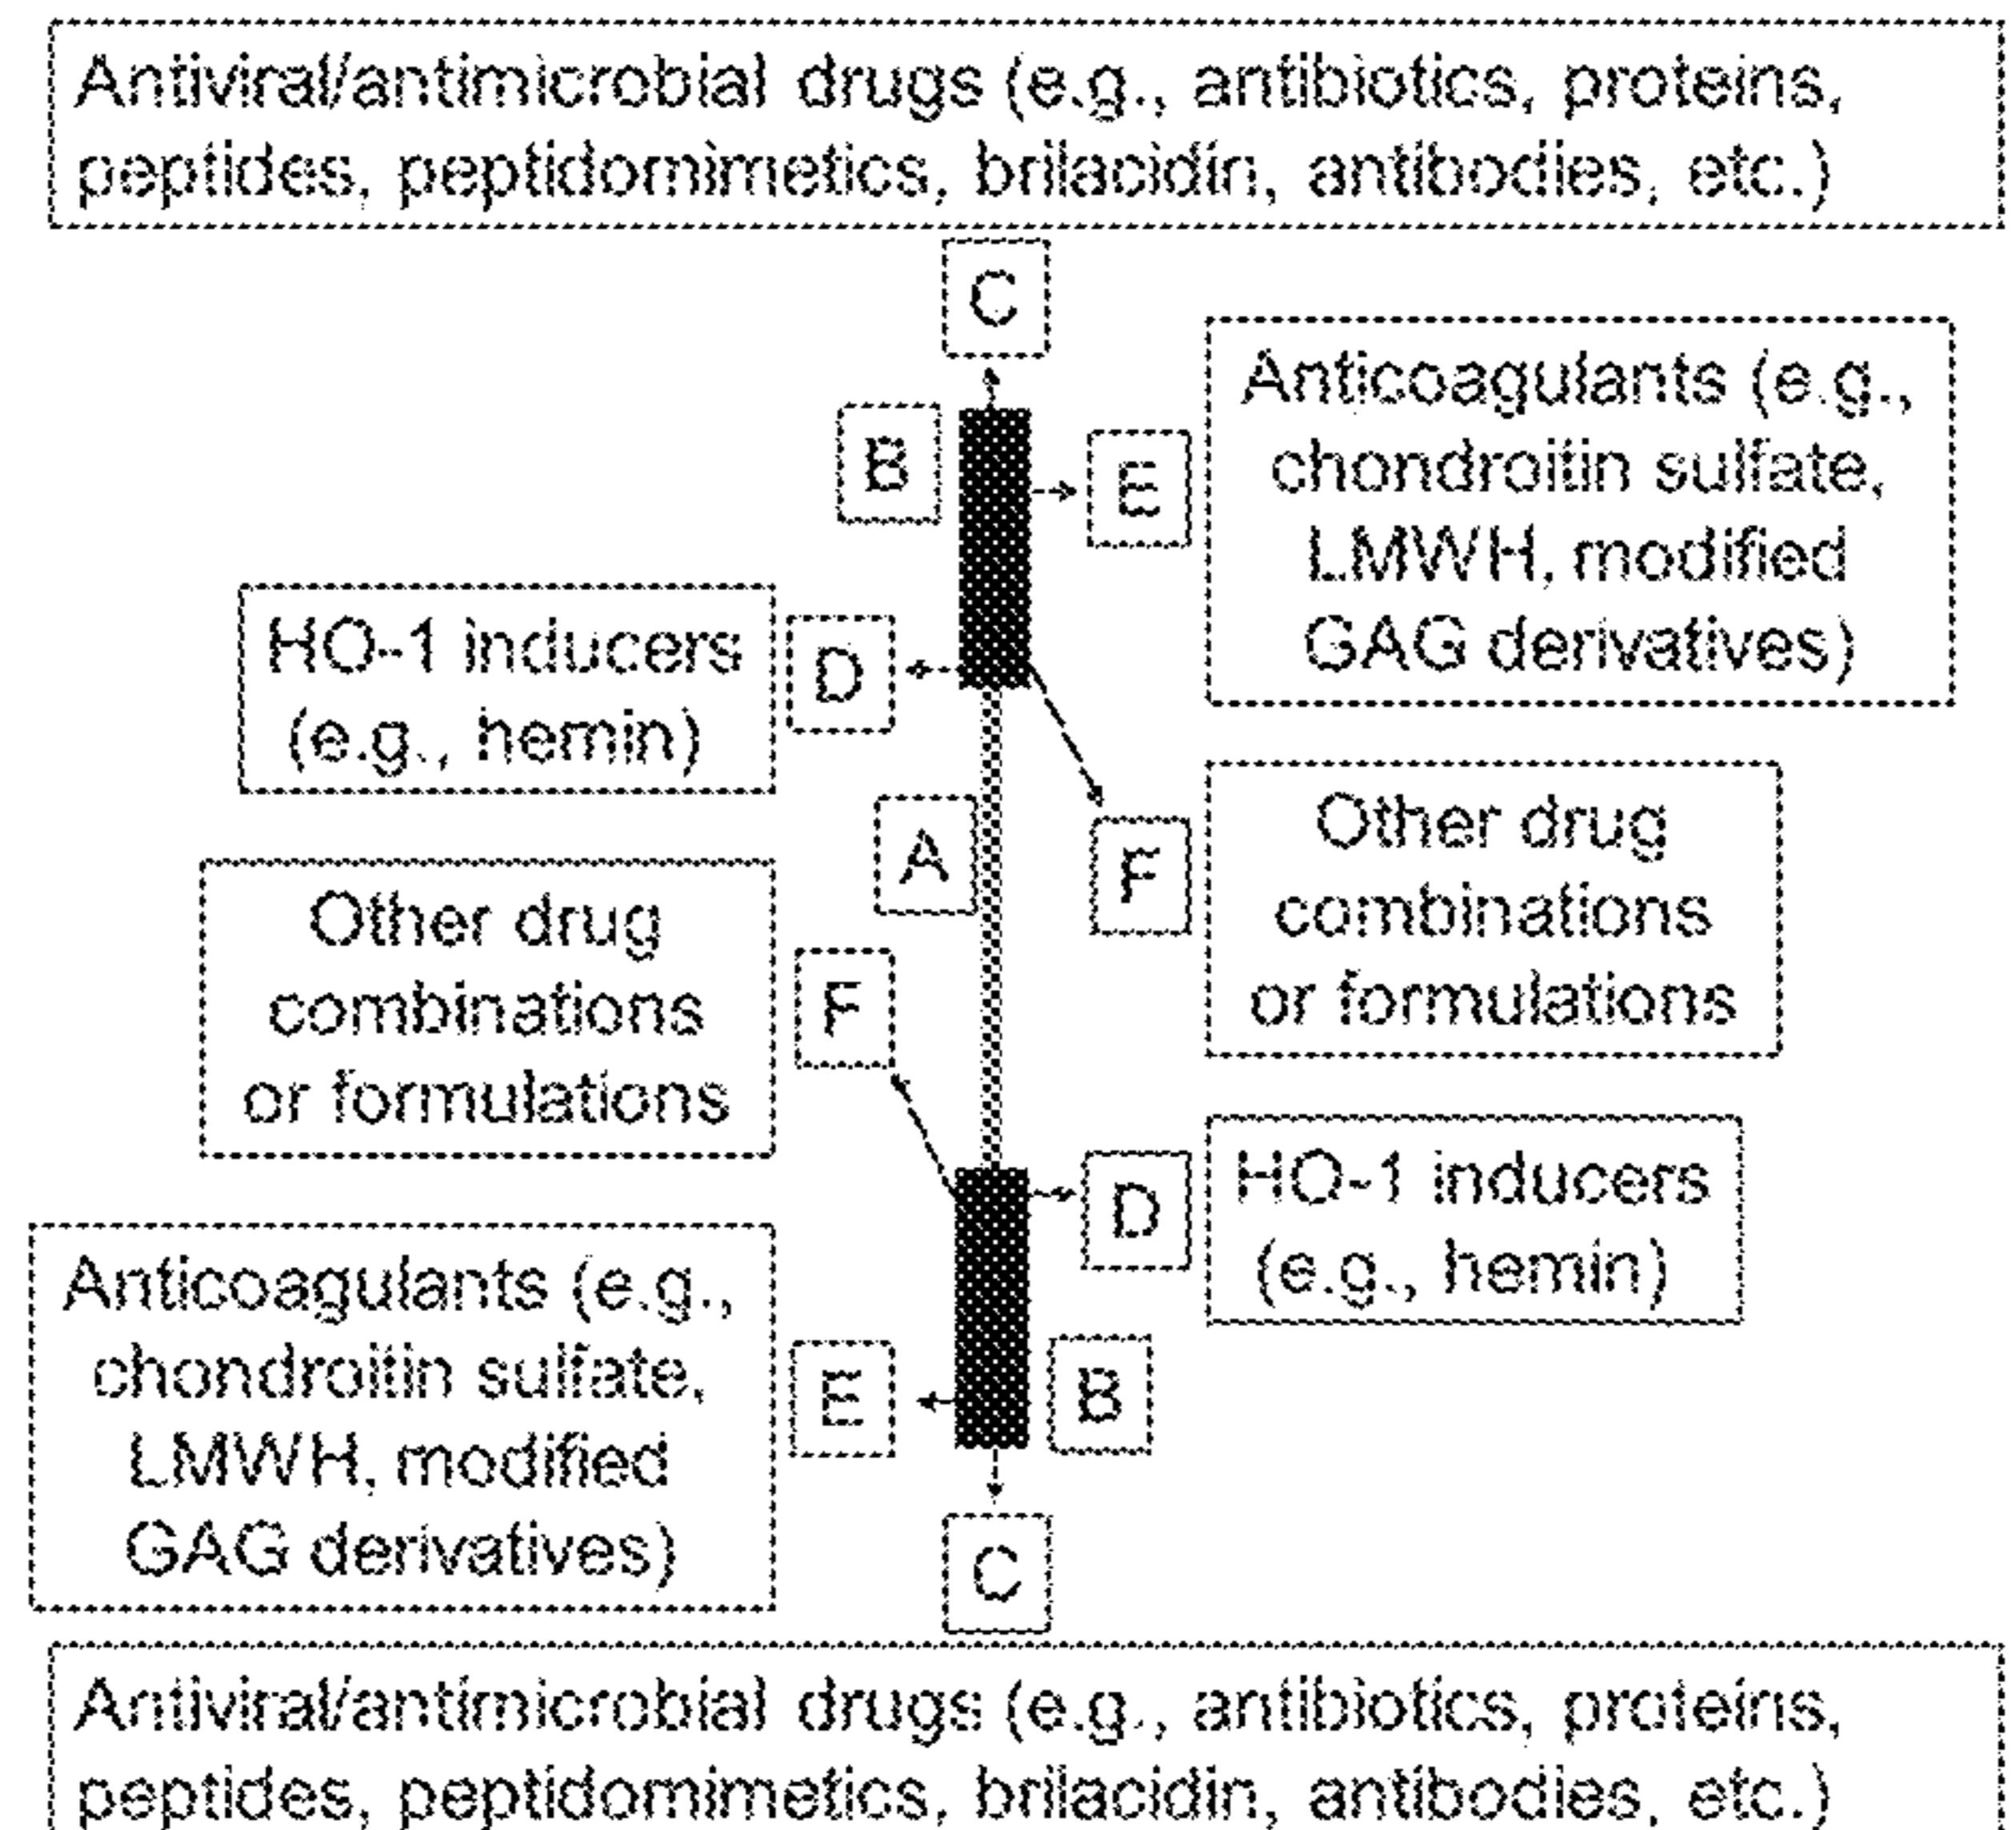 Antiviral/antimicrobial drugs (e.g., antibiotics, proteins,
peptides, peptidomimetics, brilacidin, antibodies, etc.)
C
B
E
Anticoagulants (e.g.,
chondroitin sulfate,
LMWH, modified
GAG derivatives)
HO-1 inducers
(e.g., hemin)
D
A
F
Other drug
combinations
or formulations
Other drug
combinations
or formulations
F
D
HO-1 inducers
(e.g., hemin)
Anticoagulants (e.g.,
chondroitin sulfate,
LMWH, modified
GAG derivatives)
E
B
C
Antiviral/antimicrobial drugs (e.g., antibiotics, proteins,
peptides, peptidomimetics, brilacidin, antibodies, etc.)